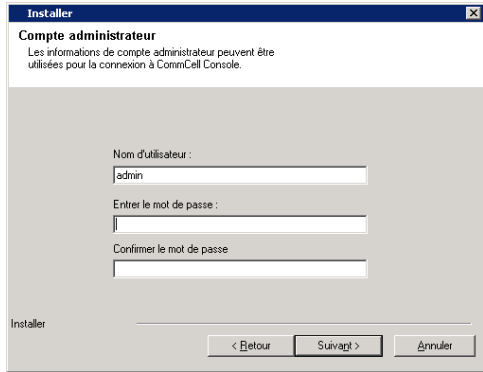 Installer
Compte administrateur
Les informations de compte administrateur peuvent être
utilisées pour la connexion à CommCell Console.
Nom d'utilisateur :
admin
Entrer le mot de passe :
Confirmer le mot de passe
Installer
< Retour
Suivant >
Annuler